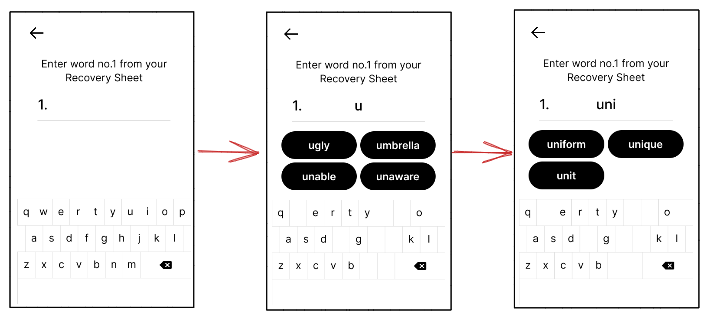 Enter word no.1 from your
Recovery Sheet
1.
q w e r t y u i o p
a s d f g h j k l
z x c v b n m
Enter word no.1 from your
Recovery Sheet
1. u
ugly umbrella
unable unaware
q e r t y o
a s d g k l
z x c v b
Enter word no.1 from your
Recovery Sheet
1. uni
uniform unique
unit
q e r t y o
a s d g k l
z x c v b